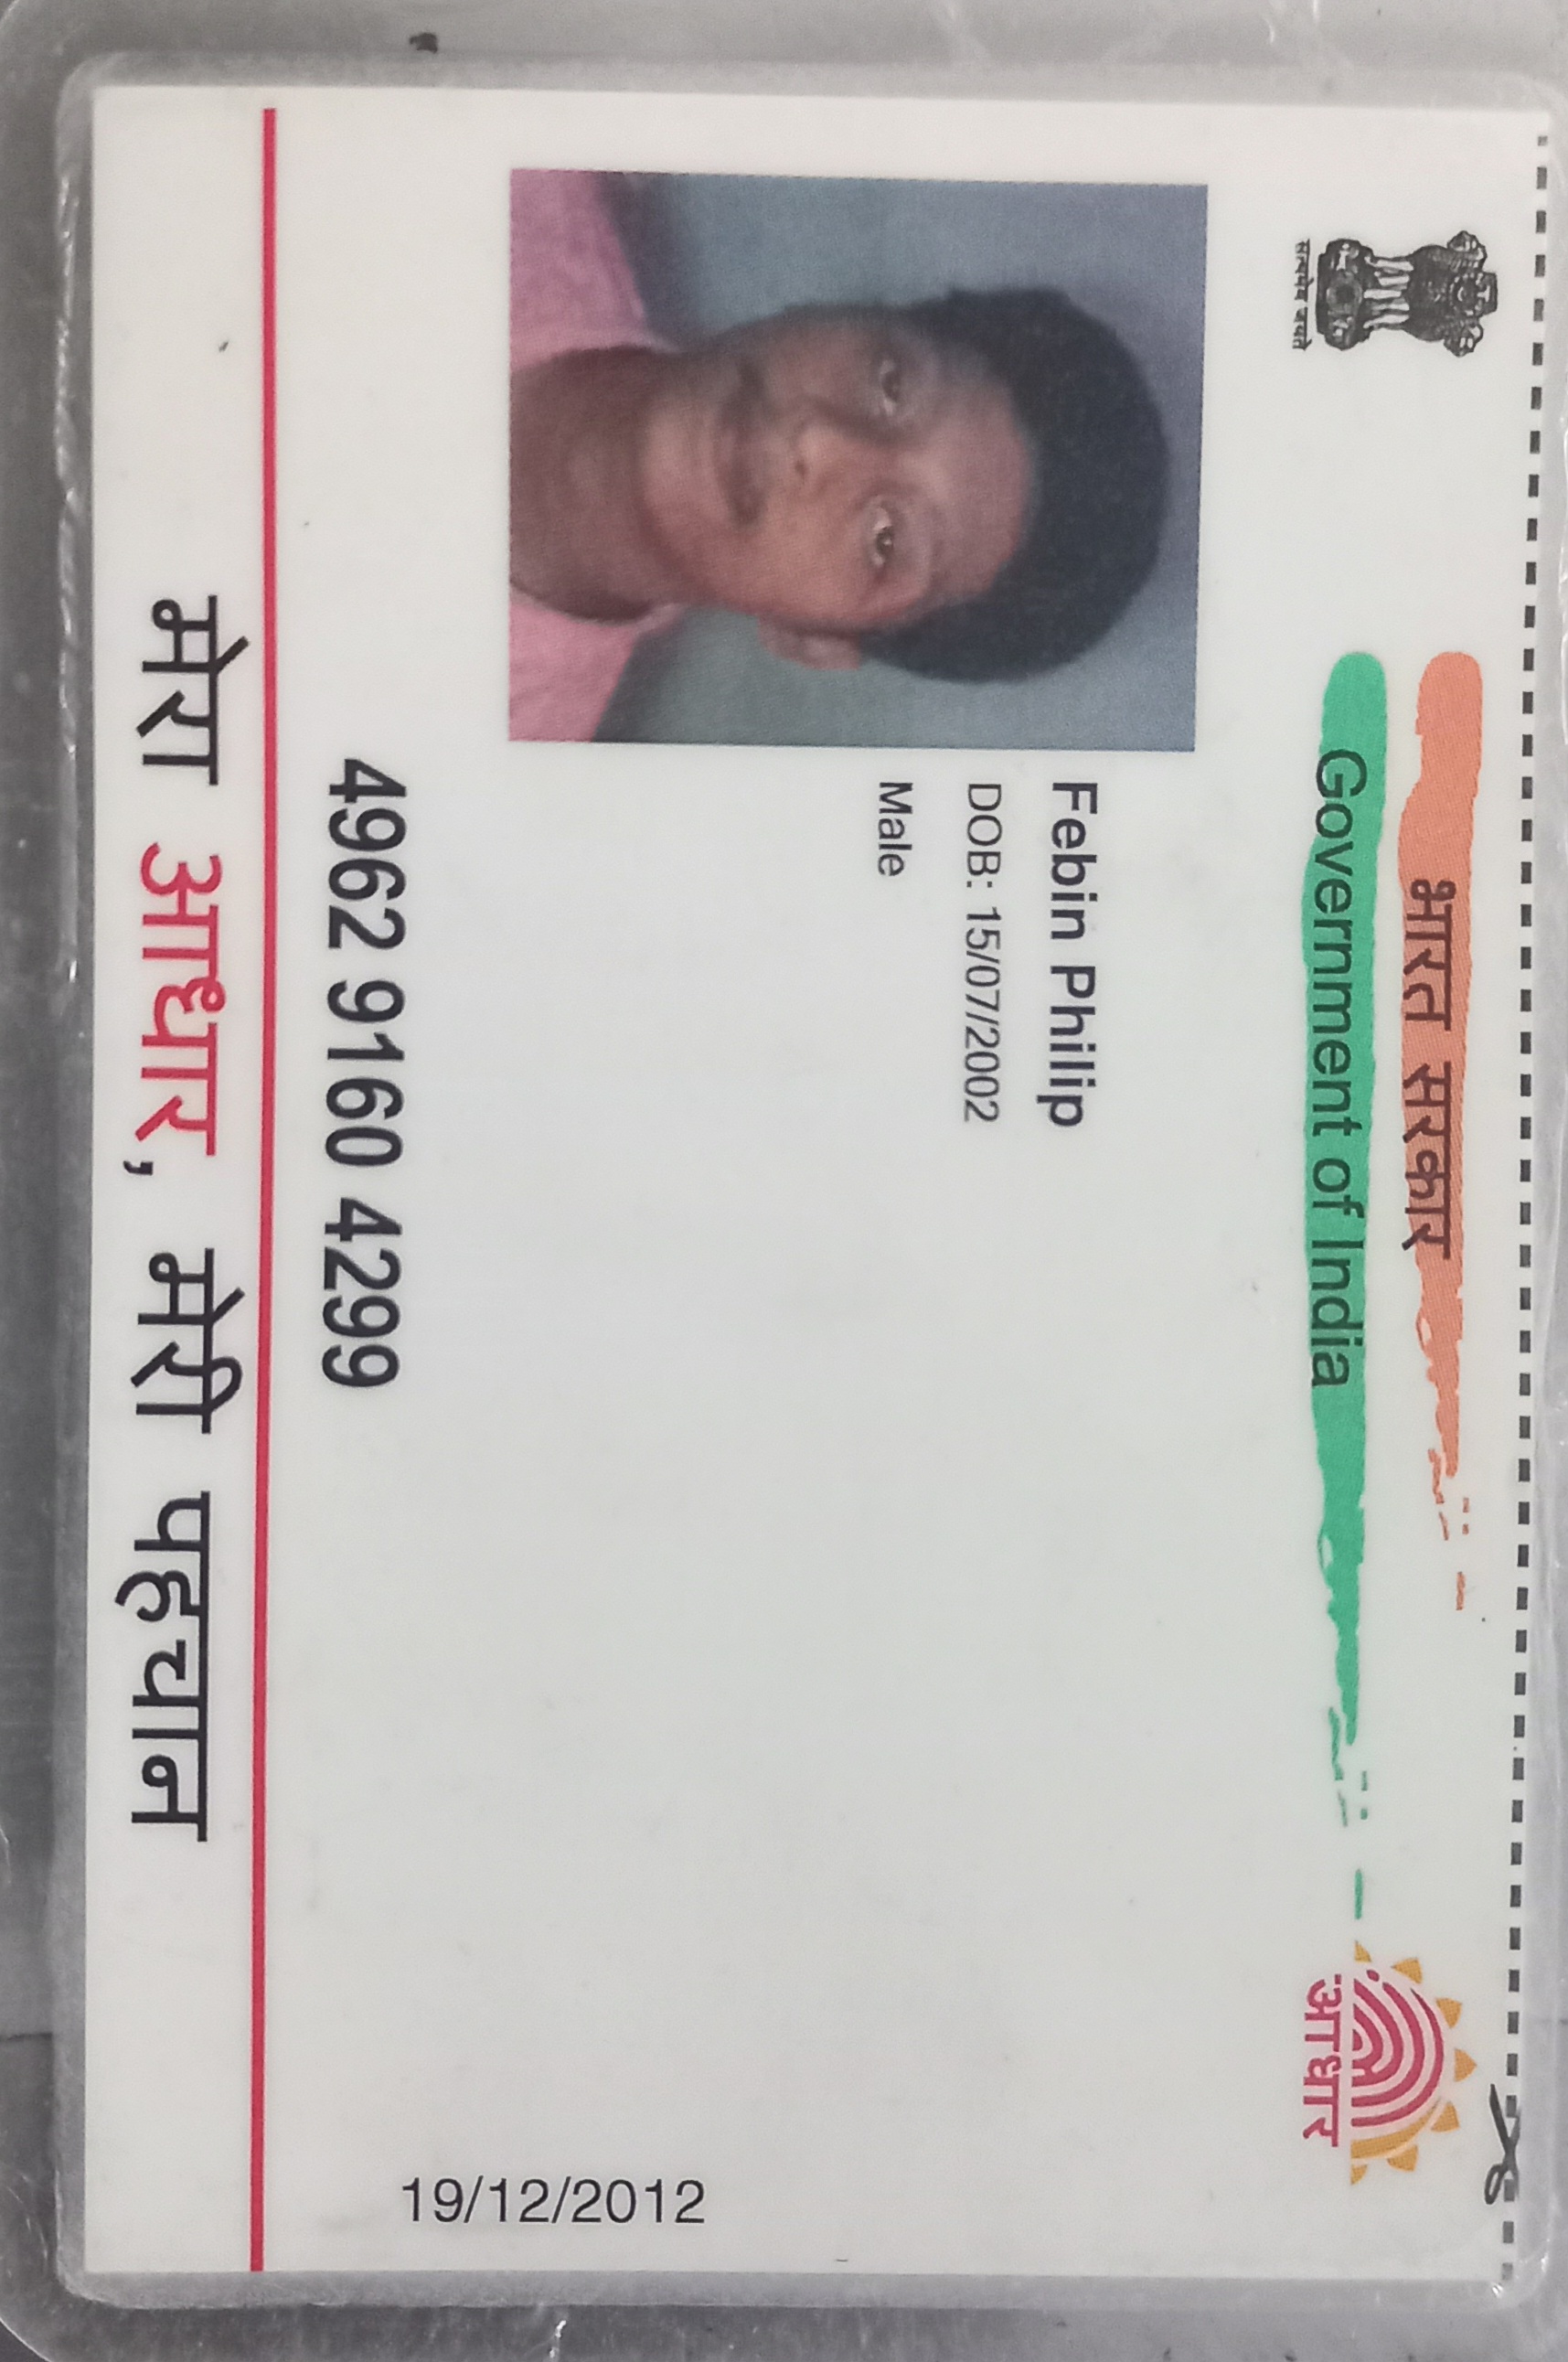 भारत सरकार
Government of India
सत्यमेव जयते
आधार
Febin Philip
DOB: 15/07/2002
Male
19/12/2012
4962 9160 4299
मेरा आधार, मेरी पहचान